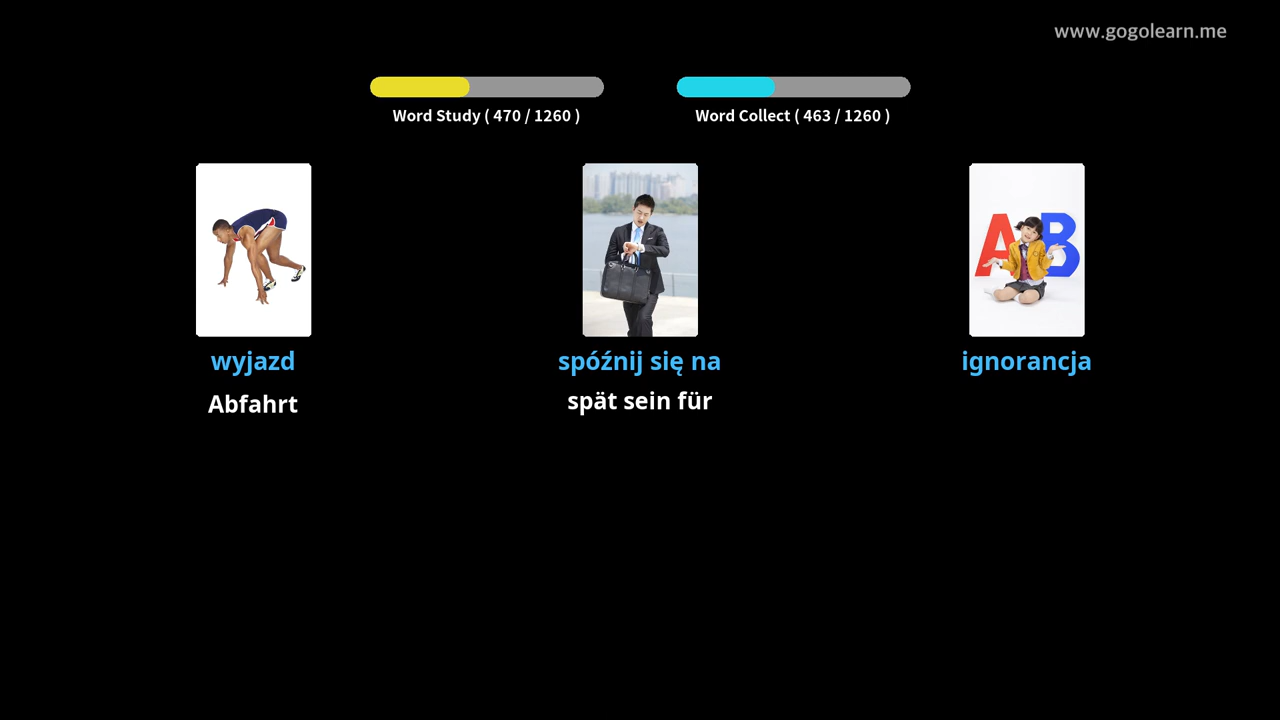 www.gogolearn.me
Word Study ( 470 / 1260 )
Word Collect ( 463 / 1260 )
wyjazd
Abfahrt
spóźnij się na
spät sein für
A B
ignorancja